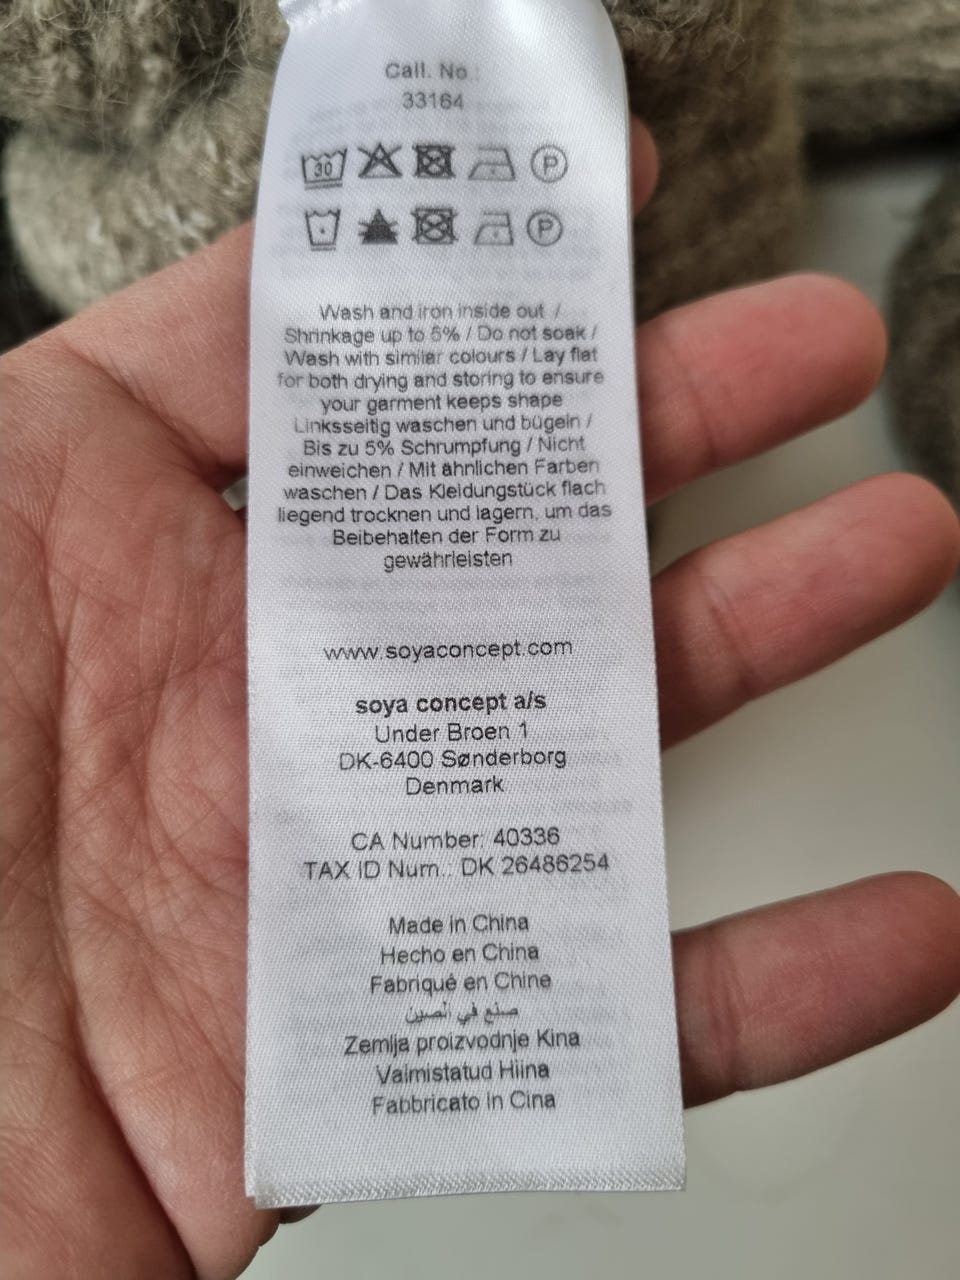 Call. No.:
33164
30
P
P
Wash and iron inside out /
Shrinkage up to 5% / Do not soak /
Wash with similar colours / Lay flat
for both drying and storing to ensure
your garment keeps shape
Linksseitig waschen und bügeln /
Bis zu 5% Schrumpfung / Nicht
einweichen / Mit ähnlichen Farben
waschen / Das Kleidungstück flach
liegend trocknen und lagern, um das
Beibehalten der Form zu
gewährleisten
www.soyaconcept.com
soya concept a/s
Under Broen 1
DK-6400 Sønderborg
Denmark
CA Number: 40336
TAX ID Num.: DK 26486254
Made in China
Hecho en China
Fabriqué en Chine
صنع في الصين
Zemlja proizvodnje Kina
Valmistatud Hiina
Fabbricato in Cina